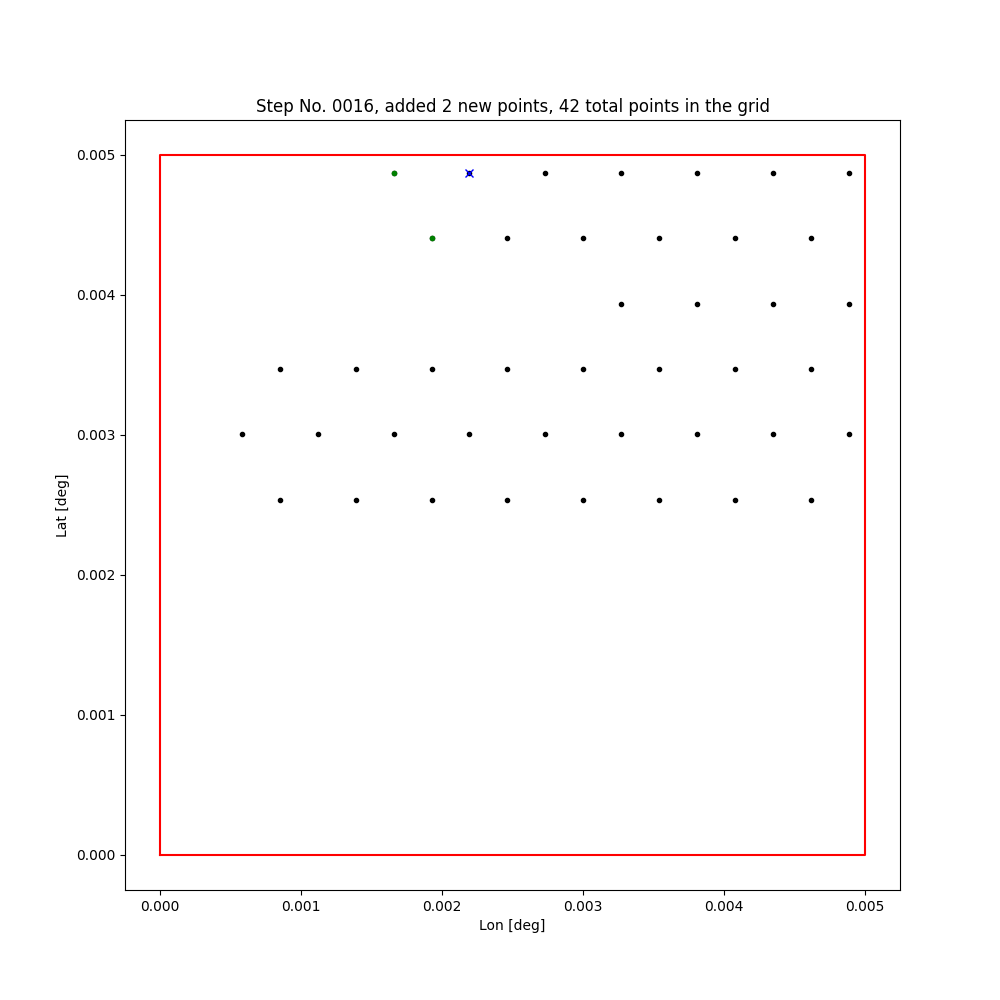 Step No. 0016, added 2 new points, 42 total points in the grid
0.005
0.004
0.003
0.002
0.001
0.000
Lat [deg]
0.000 0.001 0.002 0.003 0.004 0.005
Lon [deg]